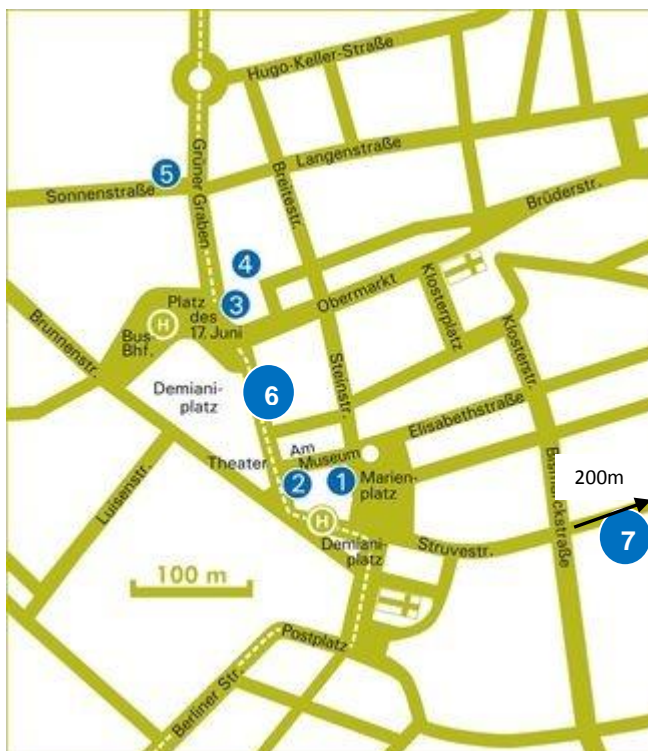 Hugo-Keller-Straße
Grüner Graben
Breitestr.
Langenstraße
5
Sonnenstraße
Brüderstr.
4
3
Platz
des
17. Juni
Obermarkt
Klosterplatz
Brunnenstr.
H
Bus-
Bhf.
Steinstr.
Klosterstr.
Demiani-
platz
6
Elisabethstraße
Am
Museum
Theater
Luisenstr.
2
1
Marien-
platz
200m
7
H
Demiani-
platz
Struvestr.
100 m
Postplatz
Berliner Str.